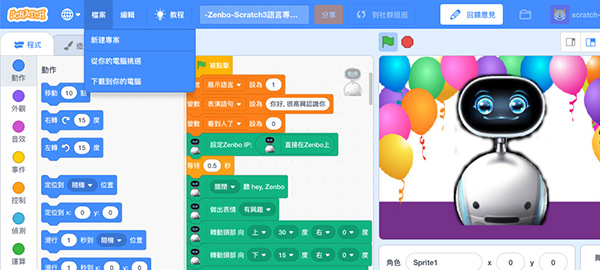 SCRATCH 檔案 編輯 教程 -Zenbo-Scratch3語言專... 分享 到社群逛逛 回饋意見 scratch-
新建專案
從你的電腦挑選
下載到你的電腦
程式 造
動作
外觀
音效
事件
控制
偵測
運算
動作
移動 10 點
右轉 15 度
左轉 15 度
定位到 隨機 位置
定位到 x: 0 y: 0
滑行 1 秒到 隨機 位置
滑行 1 秒到 x: 0 y: 0
被點擊
變數 展示語言 設為 1
變數 表演語句 設為 你好, 很高興認識你
變數 看到人了 設為 0
設定Zenbo IP: 直接在Zenbo上
等待 0.5 秒
關閉 聽 hey, Zenbo
做出表情 有興趣
轉動頭部 向 上 30 度 右 0 度
轉動頭部 向 下 15 度 右 0 度
角色 Sprite1 x 0 y 0